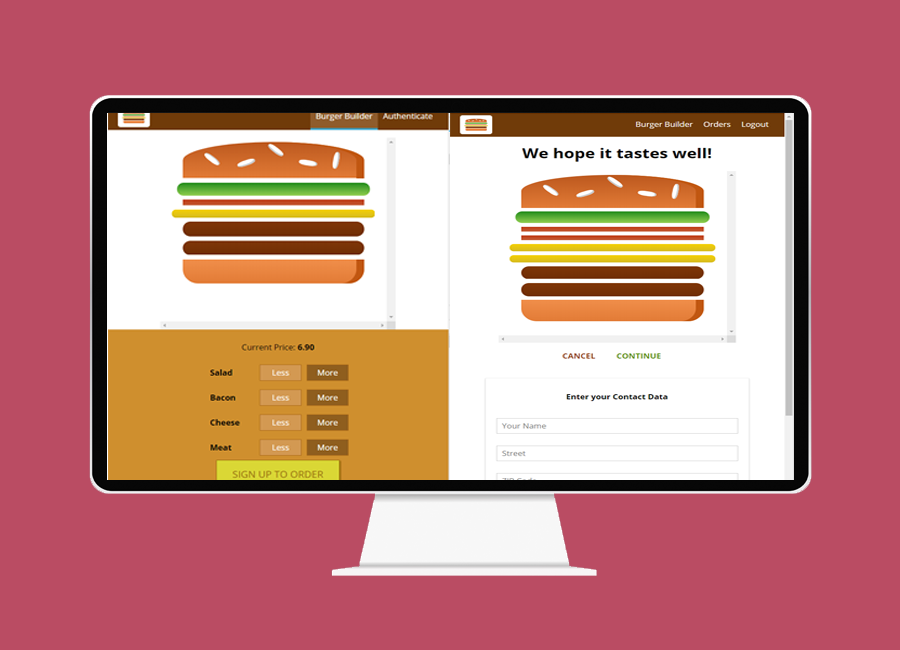 Burger Builder Authenticate
Current Price: 6.90
Salad Less More
Bacon Less More
Cheese Less More
Meat Less More
SIGN UP TO ORDER
Burger Builder Orders Logout
We hope it tastes well!
CANCEL CONTINUE
Enter your Contact Data
Your Name
Street
ZIP Code